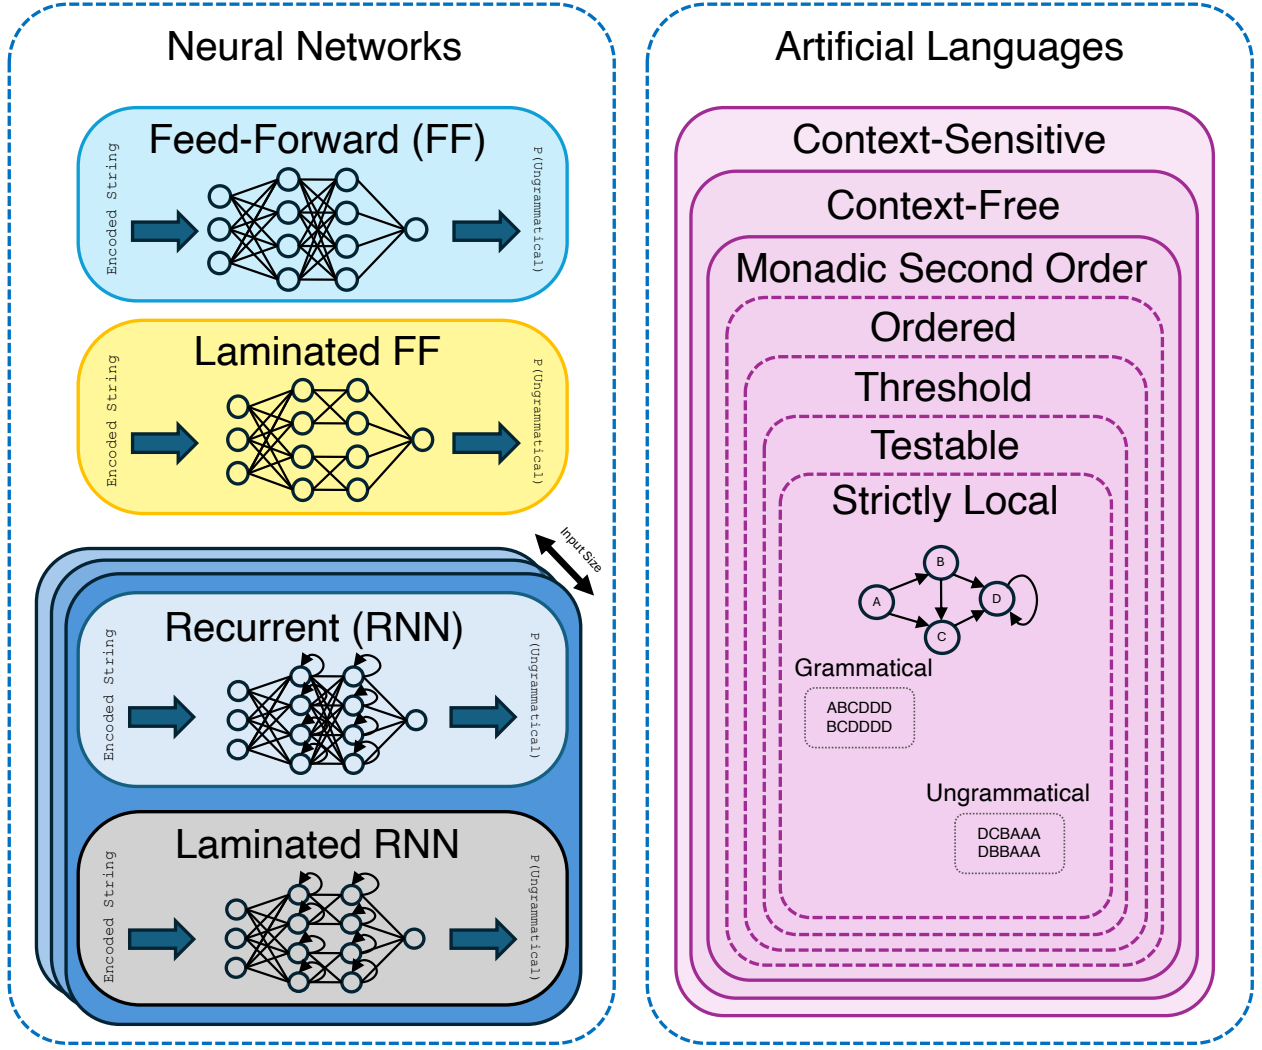 Neural Networks
Feed-Forward (FF)
Encoded String
P(Ungrammatical)
Laminated FF
Encoded String
P(Ungrammatical)
Input Size
Recurrent (RNN)
Encoded String
P(Ungrammatical)
Laminated RNN
Encoded String
P(Ungrammatical)
Artificial Languages
Context-Sensitive
Context-Free
Monadic Second Order
Ordered
Threshold
Testable
Strictly Local
B
A
D
C
Grammatical
ABCDDD
BCDDDD
Ungrammatical
DCBAAA
DBBAAA